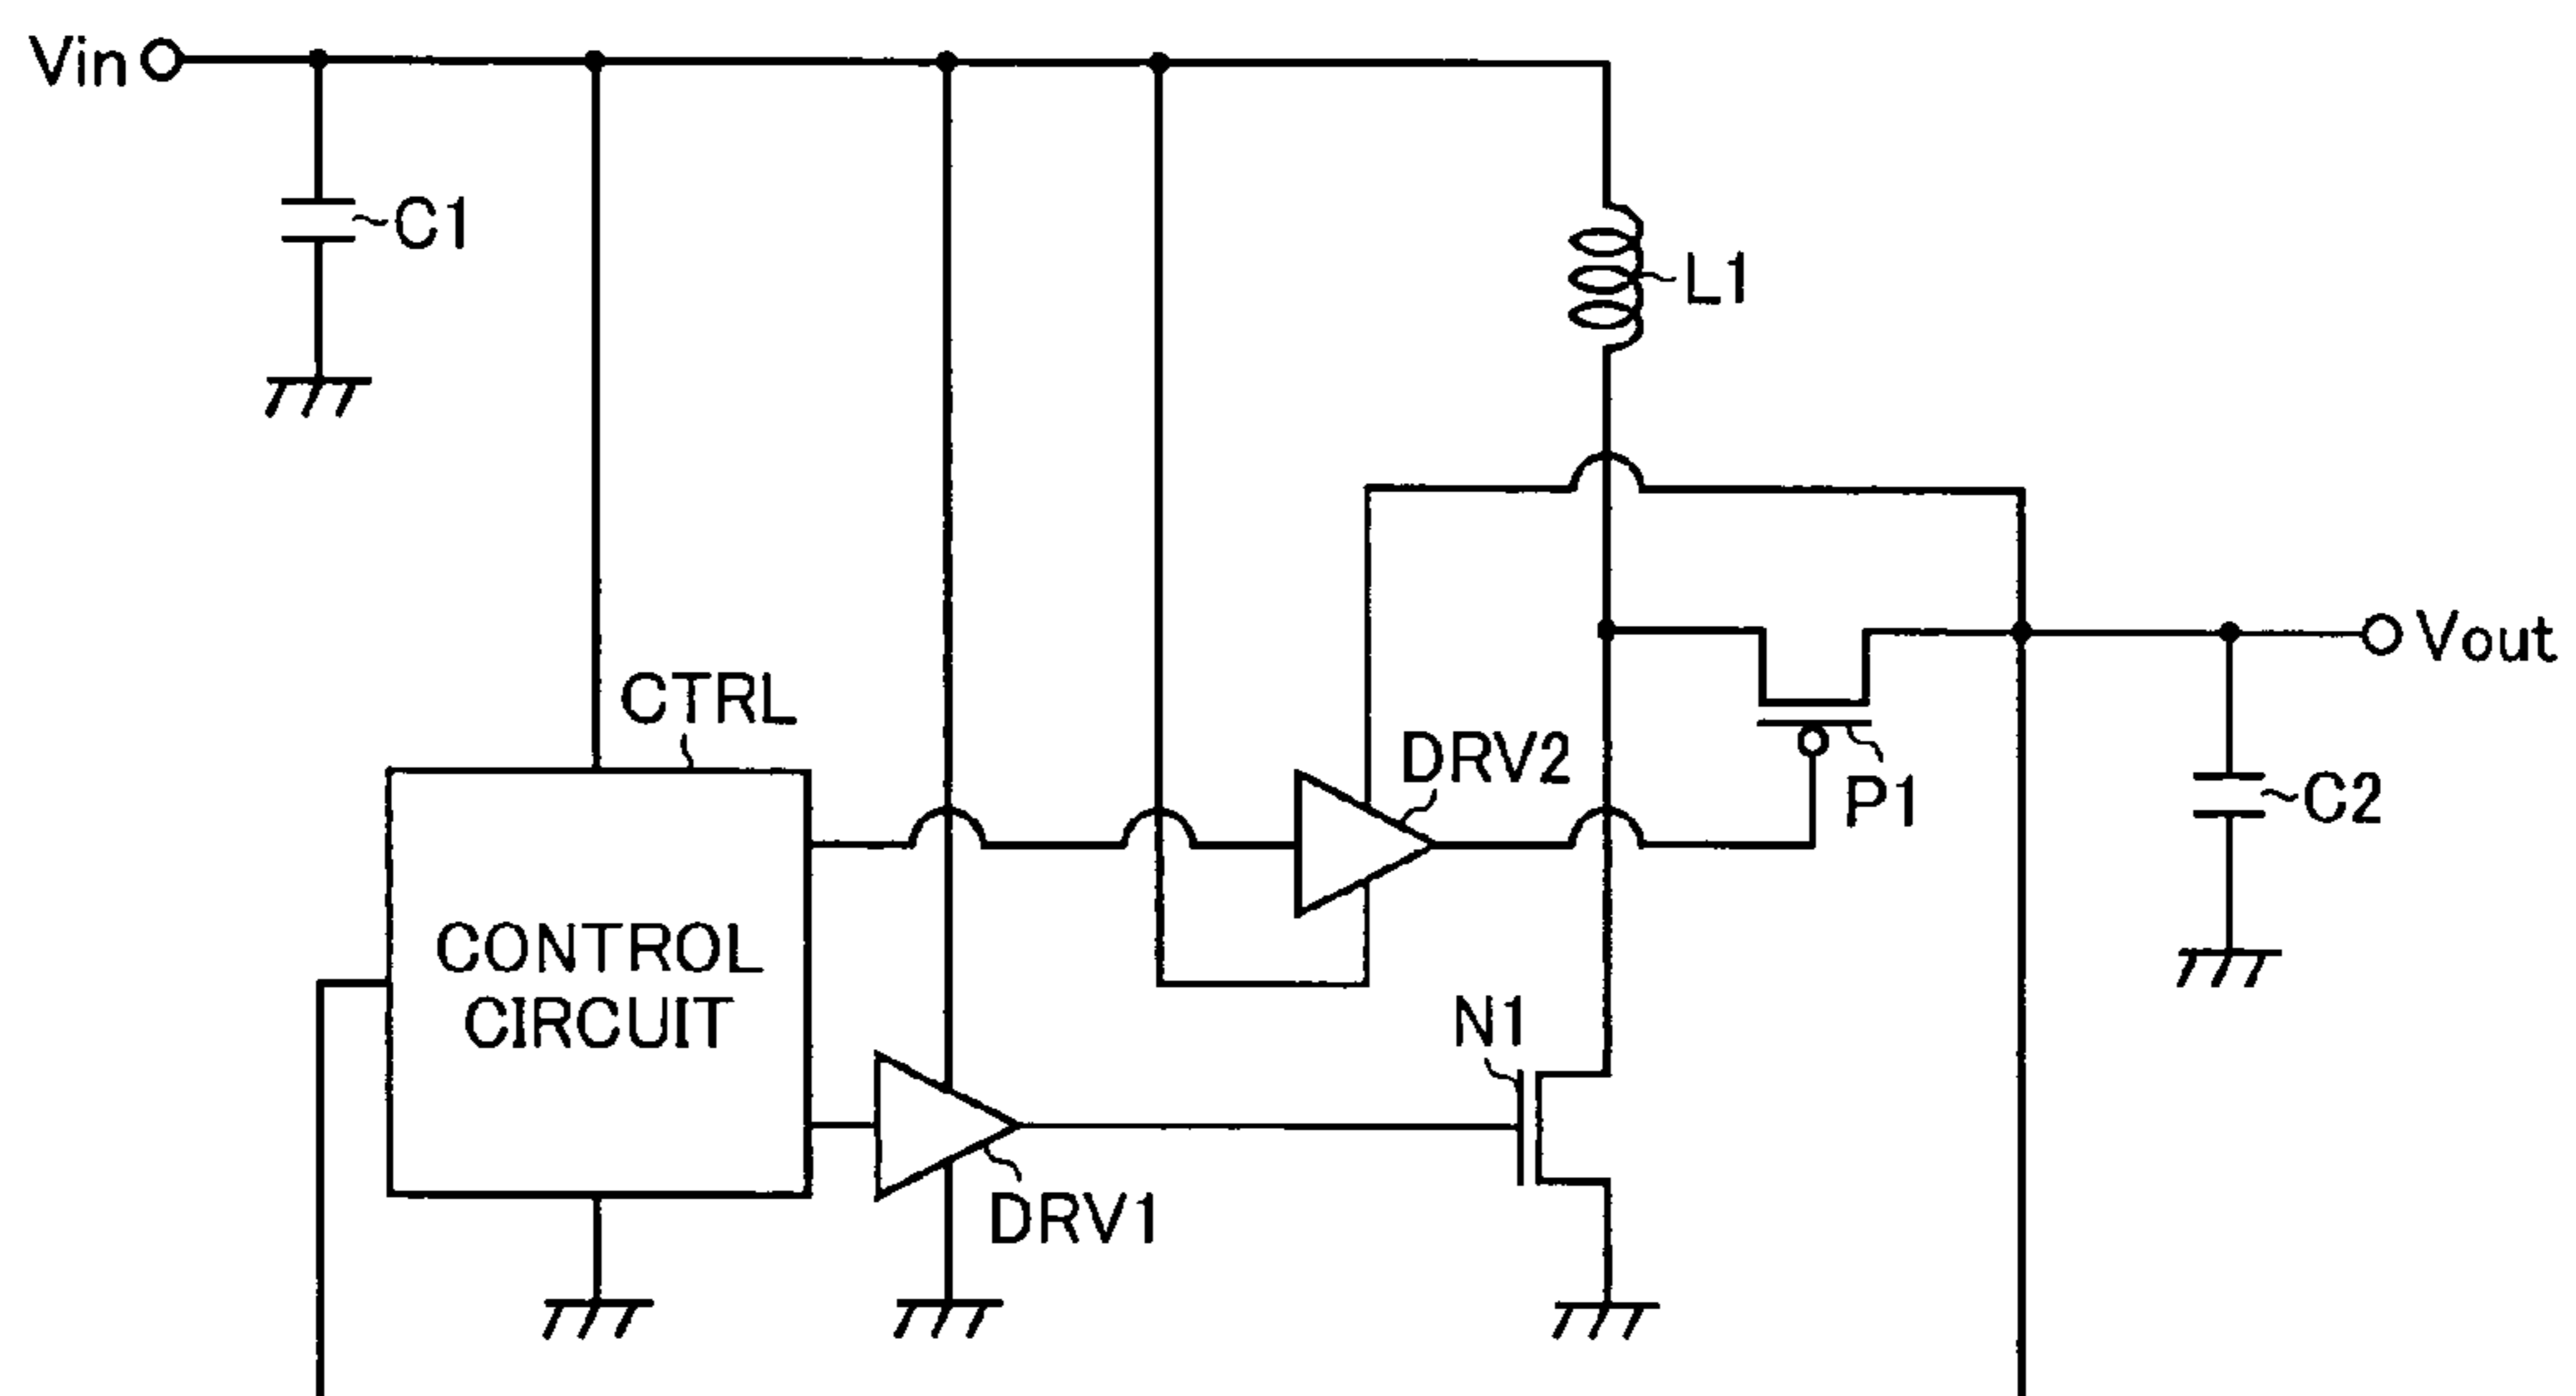 Vin
C1
L1
CTRL
DRV2
P1
Vout
C2
CONTROL
CIRCUIT
N1
DRV1